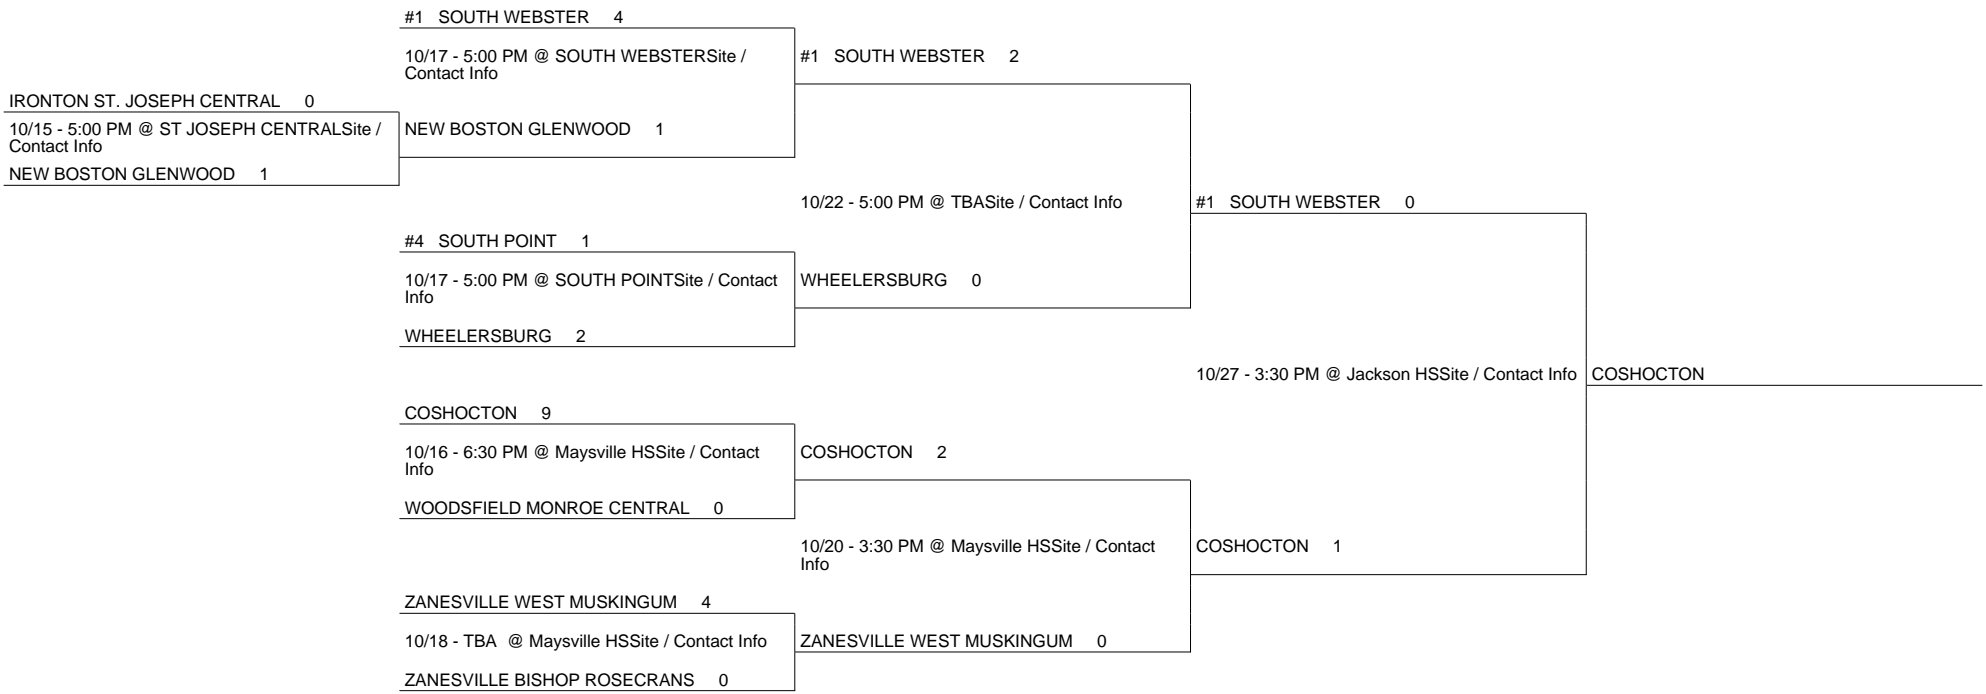 #1 SOUTH WEBSTER 4
10/17 - 5:00 PM @ SOUTH WEBSTERSite /
Contact Info
#1 SOUTH WEBSTER 2
IRONTON ST. JOSEPH CENTRAL 0
10/15 - 5:00 PM @ ST JOSEPH CENTRALSite /
Contact Info
NEW BOSTON GLENWOOD 1
NEW BOSTON GLENWOOD 1
10/22 - 5:00 PM @ TBASite / Contact Info
#1 SOUTH WEBSTER 0
#4 SOUTH POINT 1
10/17 - 5:00 PM @ SOUTH POINTSite / Contact
Info
WHEELERSBURG 0
WHEELERSBURG 2
10/27 - 3:30 PM @ Jackson HSSite / Contact Info
COSHOCTON
COSHOCTON 9
10/16 - 6:30 PM @ Maysville HSSite / Contact
Info
COSHOCTON 2
WOODSFIELD MONROE CENTRAL 0
10/20 - 3:30 PM @ Maysville HSSite / Contact
Info
COSHOCTON 1
ZANESVILLE WEST MUSKINGUM 4
10/18 - TBA @ Maysville HSSite / Contact Info
ZANESVILLE WEST MUSKINGUM 0
ZANESVILLE BISHOP ROSECRANS 0